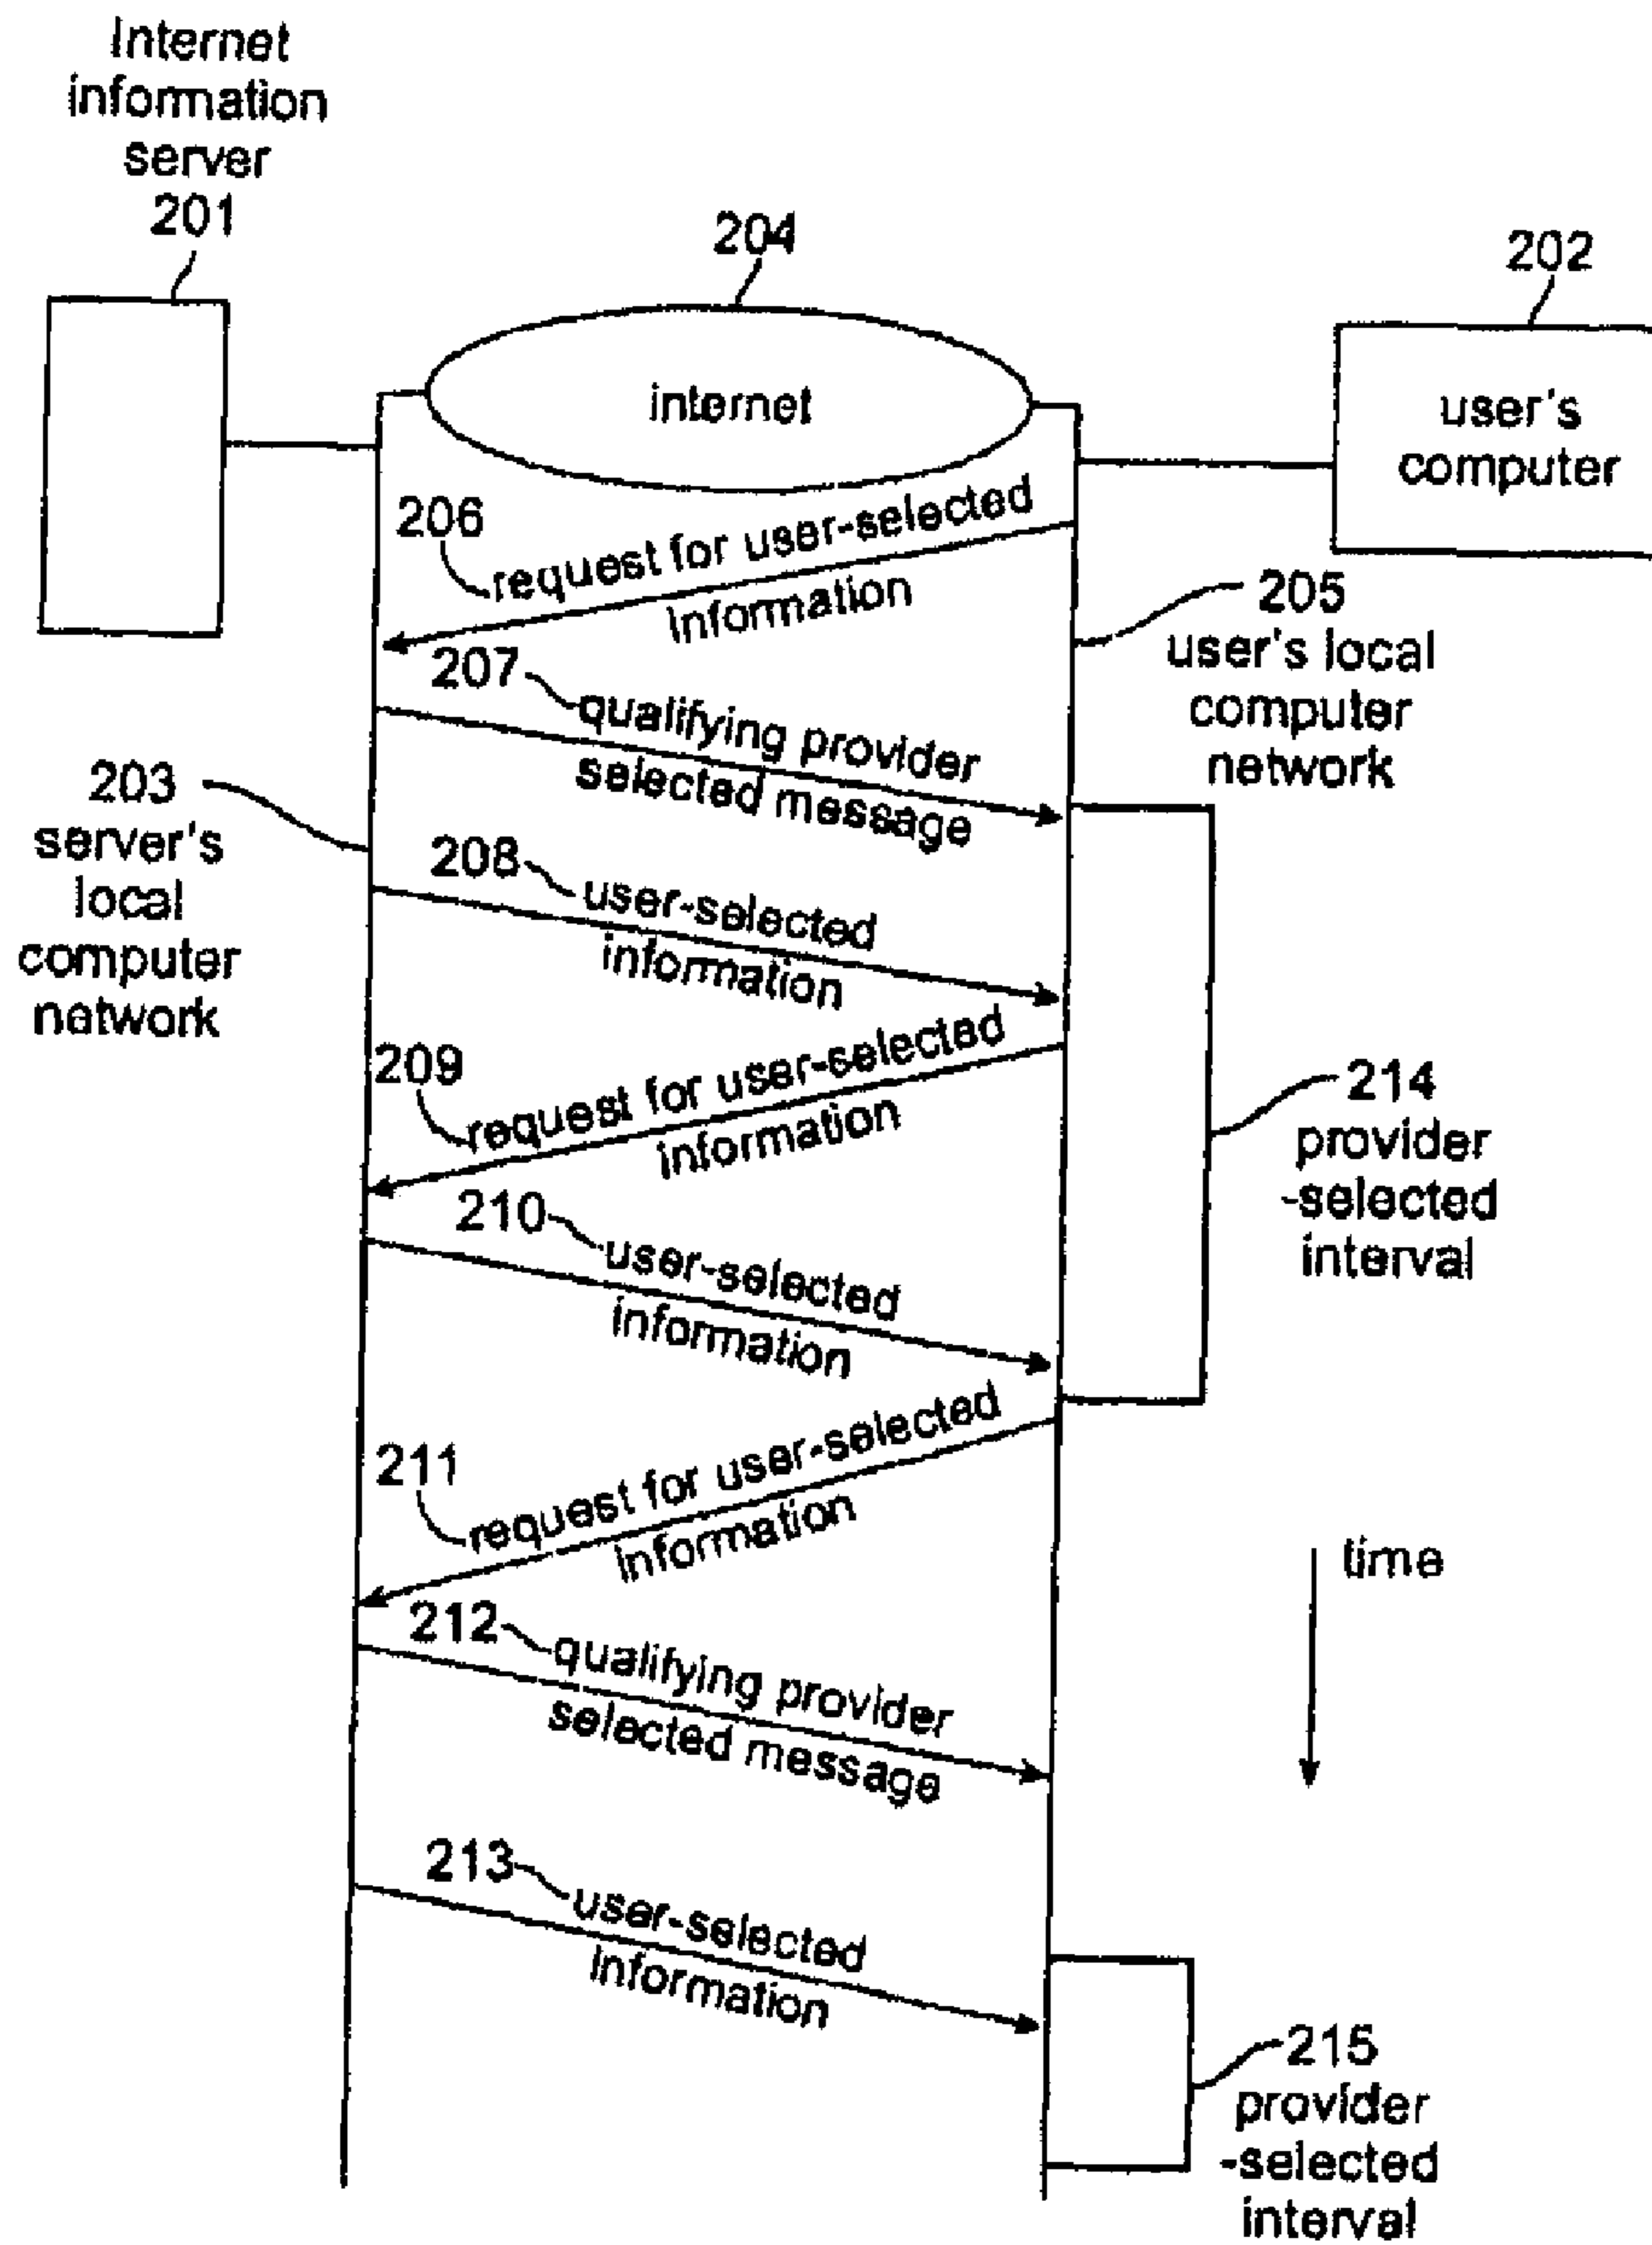 Internet
information
server
201
204
202
internet
user's
computer
206
request for user-selected
information
205
user's local
computer
network
207
qualifying provider
selected message
203
server's
local
computer
network
208
user-selected
information
209
request for user-selected
information
214
provider
-selected
interval
210
user-selected
information
211
request for user-selected
information
time
212
qualifying provider
selected message
213
user-selected
information
215
provider
-selected
interval